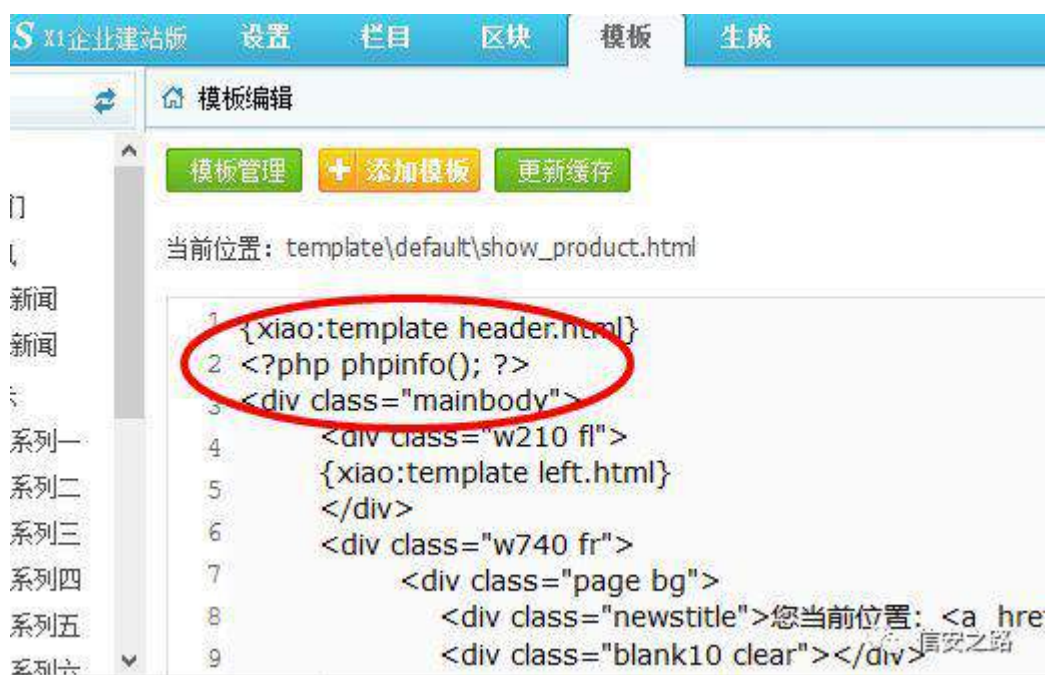 S X1企业建站版 设置 栏目 区块 模板 生成
模板编辑
模板管理 添加模板 更新缓存
们
当前位置：template\default\show_product.html
新闻
新闻
系列一
系列二
系列三
系列四
系列五
系列六
1 {xiao:template header.html}
2 <?php phpinfo(); ?>
3 <div class="mainbody">
4 <div class="w210 fl">
5 {xiao:template left.html}
6 </div>
7 <div class="w740 fr">
8 <div class="page bg">
9 <div class="newstitle">您当前位置：<a href
<div class="blank10 clear"></div>
信安之路